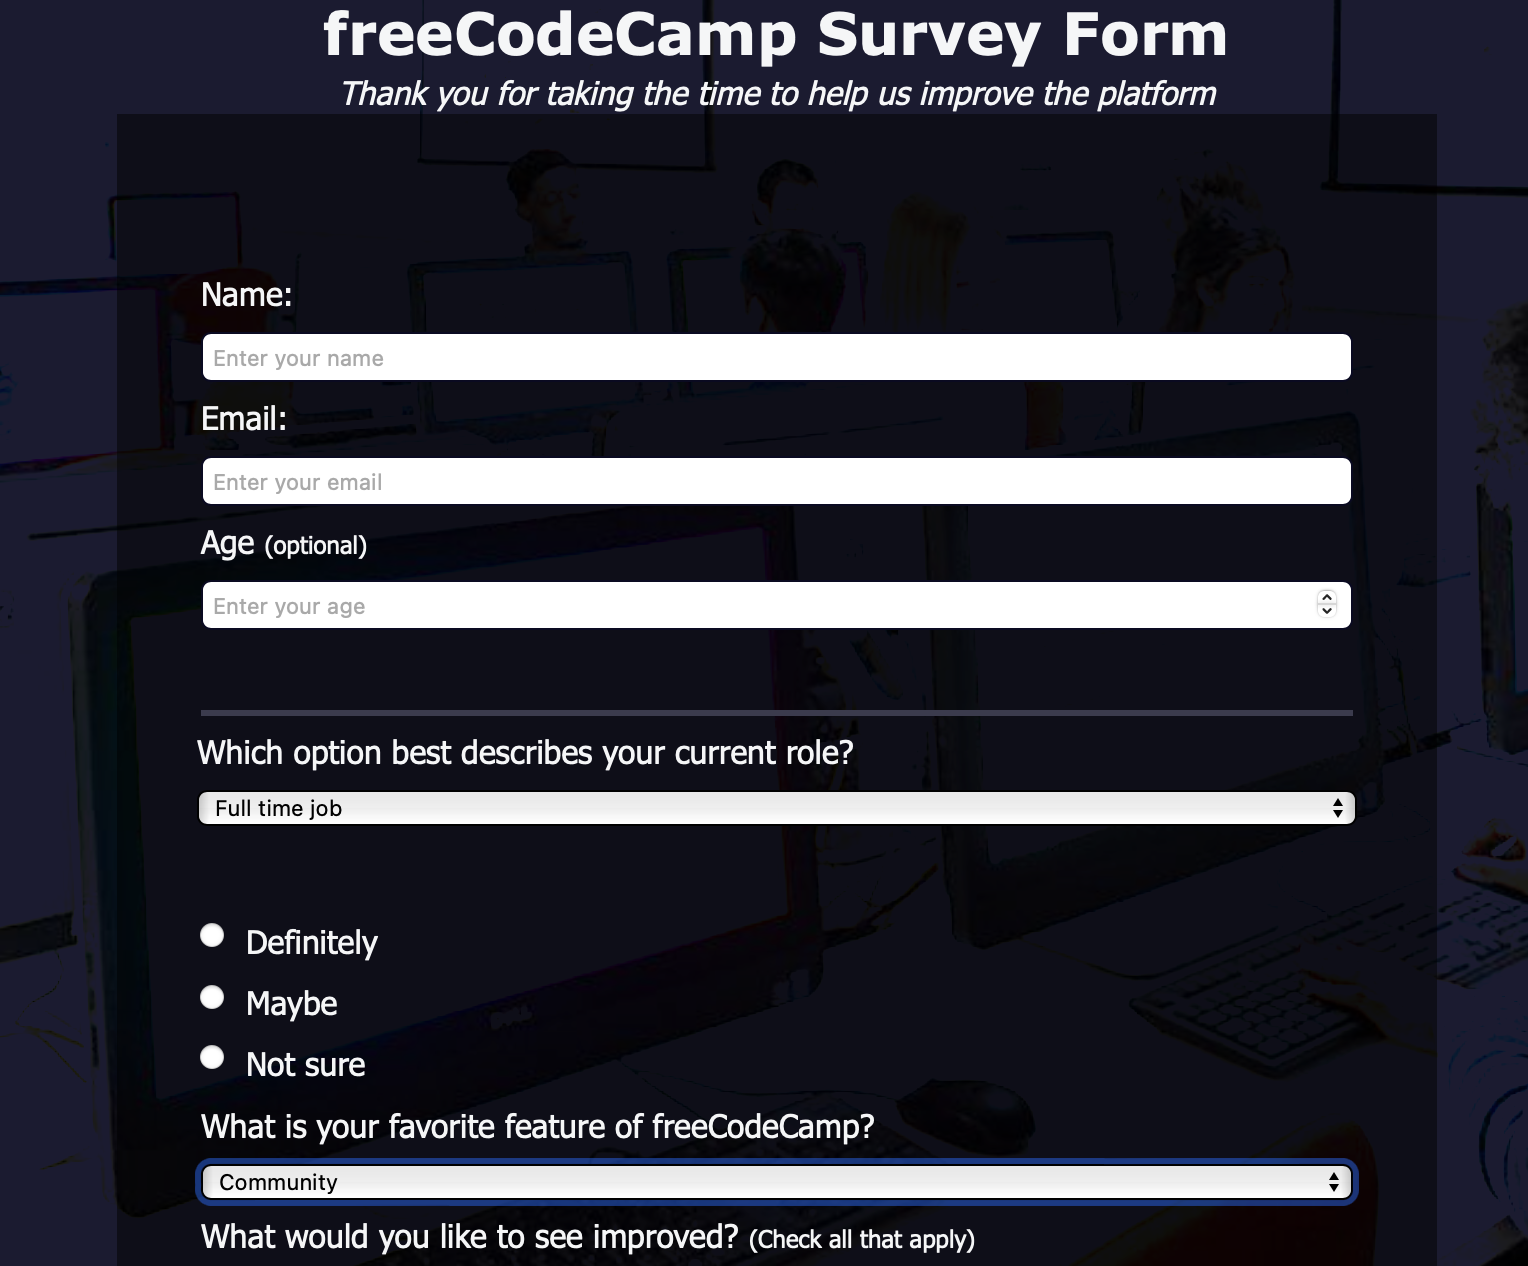 freeCodeCamp Survey Form
Thank you for taking the time to help us improve the platform
Name:
Enter your name
Email:
Enter your email
Age (optional)
Enter your age
Which option best describes your current role?
Full time job
Definitely
Maybe
Not sure
What is your favorite feature of freeCodeCamp?
Community
What would you like to see improved? (Check all that apply)